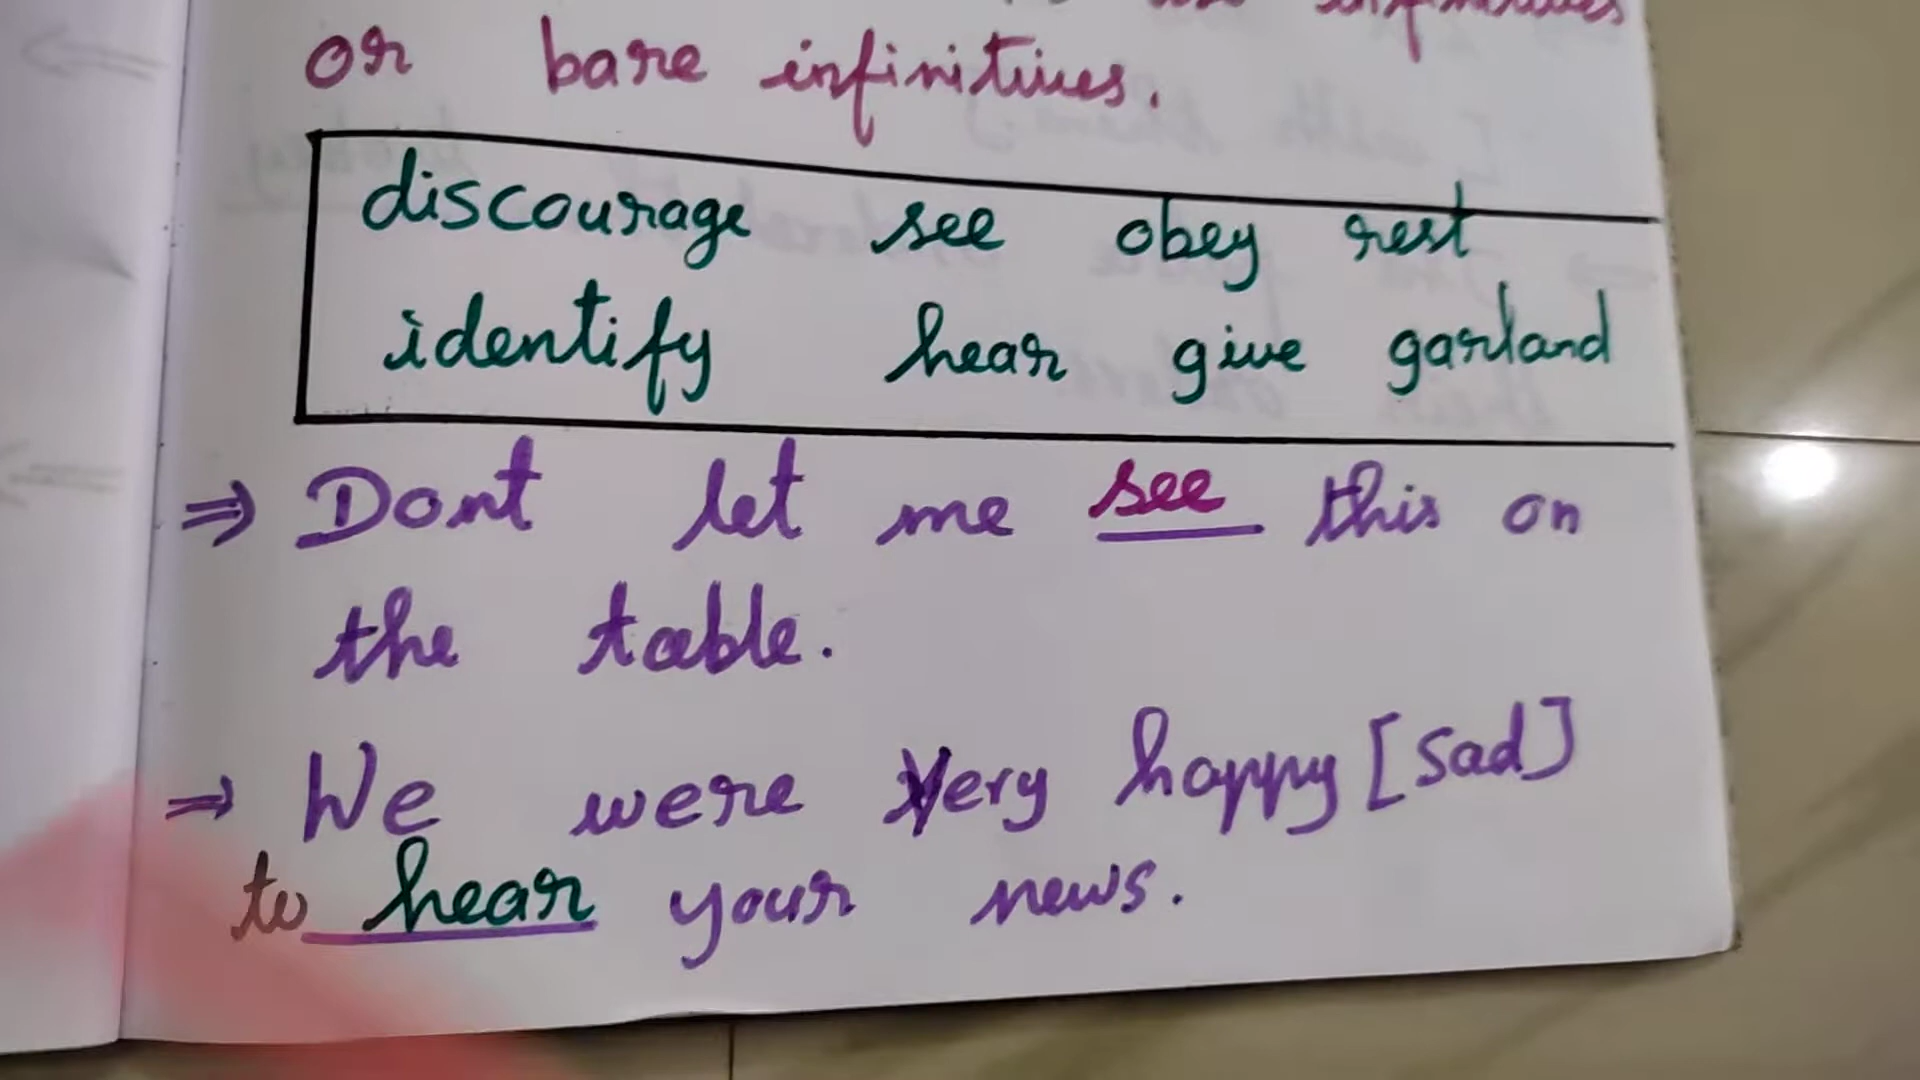 infinitives
or bare infinitives.
discourage see obey rest
identify hear give garland
⇒ Dont let me see this on
the table.
⇒ We were Very happy [sad]
to hear your news.